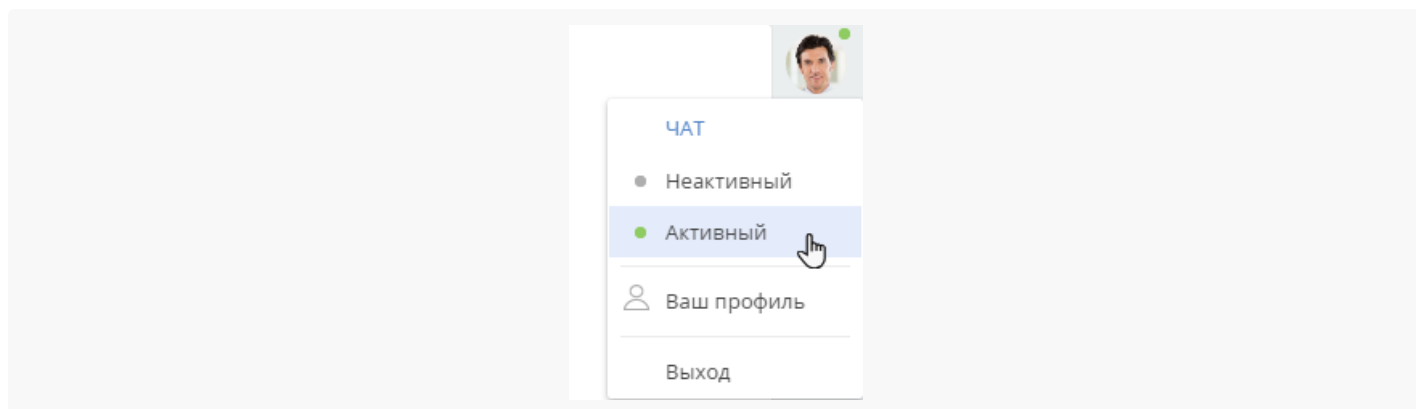 ЧАТ
Неактивный
Активный
Ваш профиль
Выход